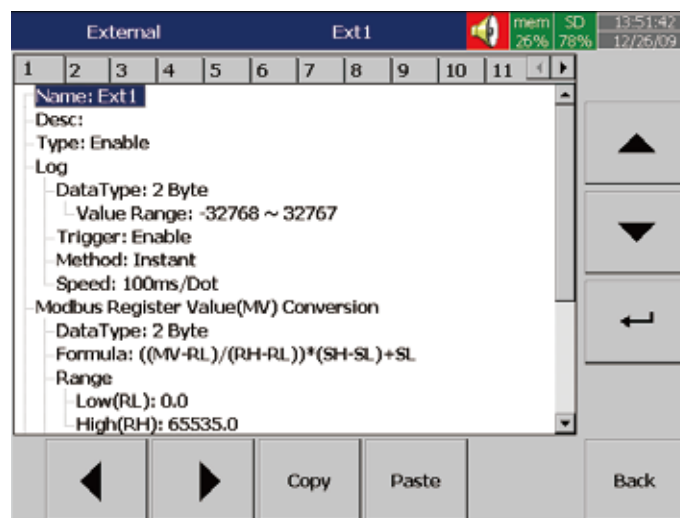 External Ext1 mem 26% SD 78% 13:51:42 12/26/09
1 2 3 4 5 6 7 8 9 10 11
Name: Ext1
Desc:
Type: Enable
Log
DataType: 2 Byte
Value Range: -32768 ~ 32767
Trigger: Enable
Method: Instant
Speed: 100ms/Dot
Modbus Register Value(MV) Conversion
DataType: 2 Byte
Formula: ((MV-RL)/(RH-RL))*(SH-SL)+SL
Range
Low(RL): 0.0
High(RH): 65535.0
Copy Paste Back